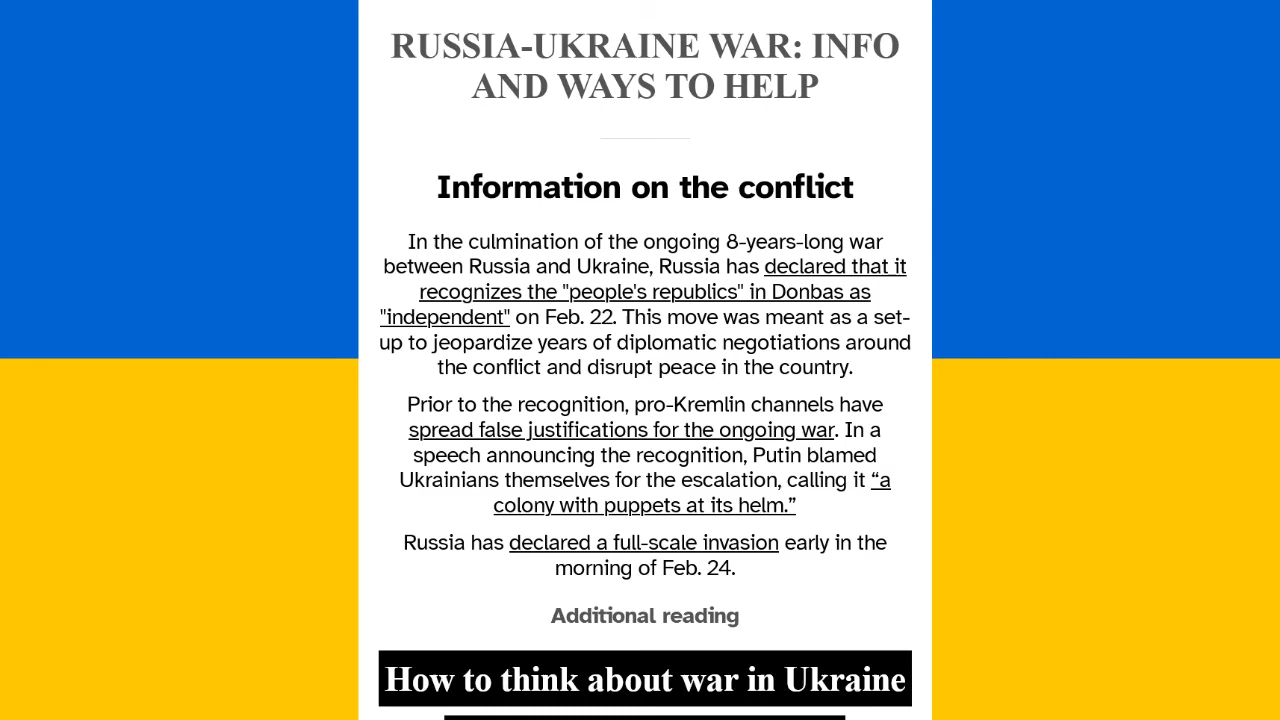 RUSSIA-UKRAINE WAR: INFO
AND WAYS TO HELP
Information on the conflict
In the culmination of the ongoing 8-years-long war
between Russia and Ukraine, Russia has declared that it
recognizes the "people's republics" in Donbas as
"independent" on Feb. 22. This move was meant as a set-
up to jeopardize years of diplomatic negotiations around
the conflict and disrupt peace in the country.
Prior to the recognition, pro-Kremlin channels have
spread false justifications for the ongoing war. In a
speech announcing the recognition, Putin blamed
Ukrainians themselves for the escalation, calling it “a
colony with puppets at its helm.”
Russia has declared a full-scale invasion early in the
morning of Feb. 24.
Additional reading
How to think about war in Ukraine